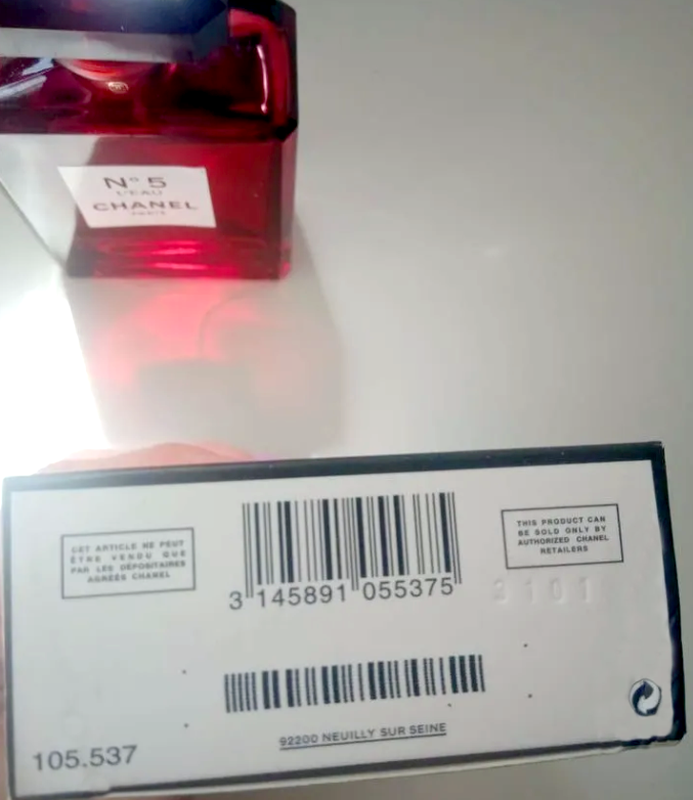 N°5
L'EAU
CHANEL
PARIS
CET ARTICLE NE PEUT
ÊTRE VENDU QUE
PAR LES DÉPOSITAIRES
AGRÉÉS CHANEL
THIS PRODUCT CAN
BE SOLD ONLY BY
AUTHORIZED CHANEL
RETAILERS
3 145891 055375
92200 NEUILLY SUR SEINE
105.537